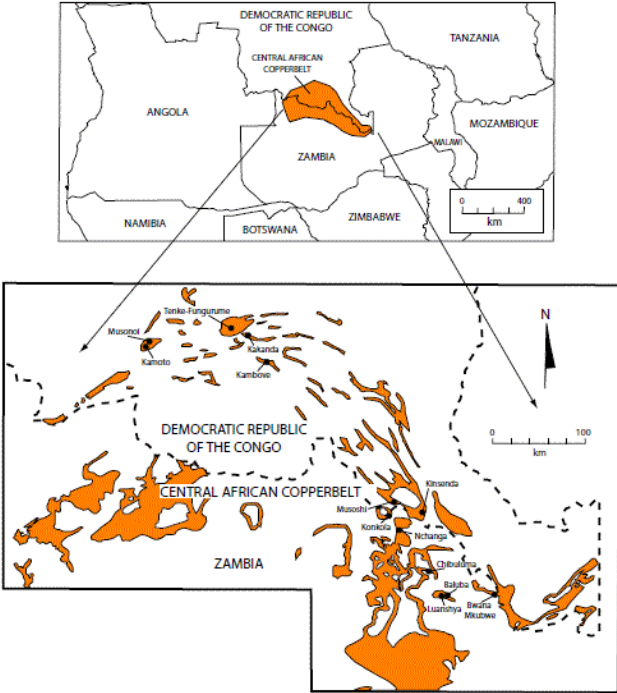 DEMOCRATIC REPUBLIC
OF THE CONGO
TANZANIA
CENTRAL AFRICAN
COPPERBELT
ANGOLA
MOZAMBIQUE
MALAWI
ZAMBIA
0 400
km
NAMIBIA
BOTSWANA
ZIMBABWE
Tenke-Fungurume
N
Musonoi
Kakanda
Kamoto
Kambove
0 100
km
DEMOCRATIC REPUBLIC
OF THE CONGO
CENTRAL AFRICAN COPPERBELT
Kinsenda
Musoshi
Konkola
Nchanga
ZAMBIA
Chibuluma
Baluba
Luanshya
Bwana
Mkubwe